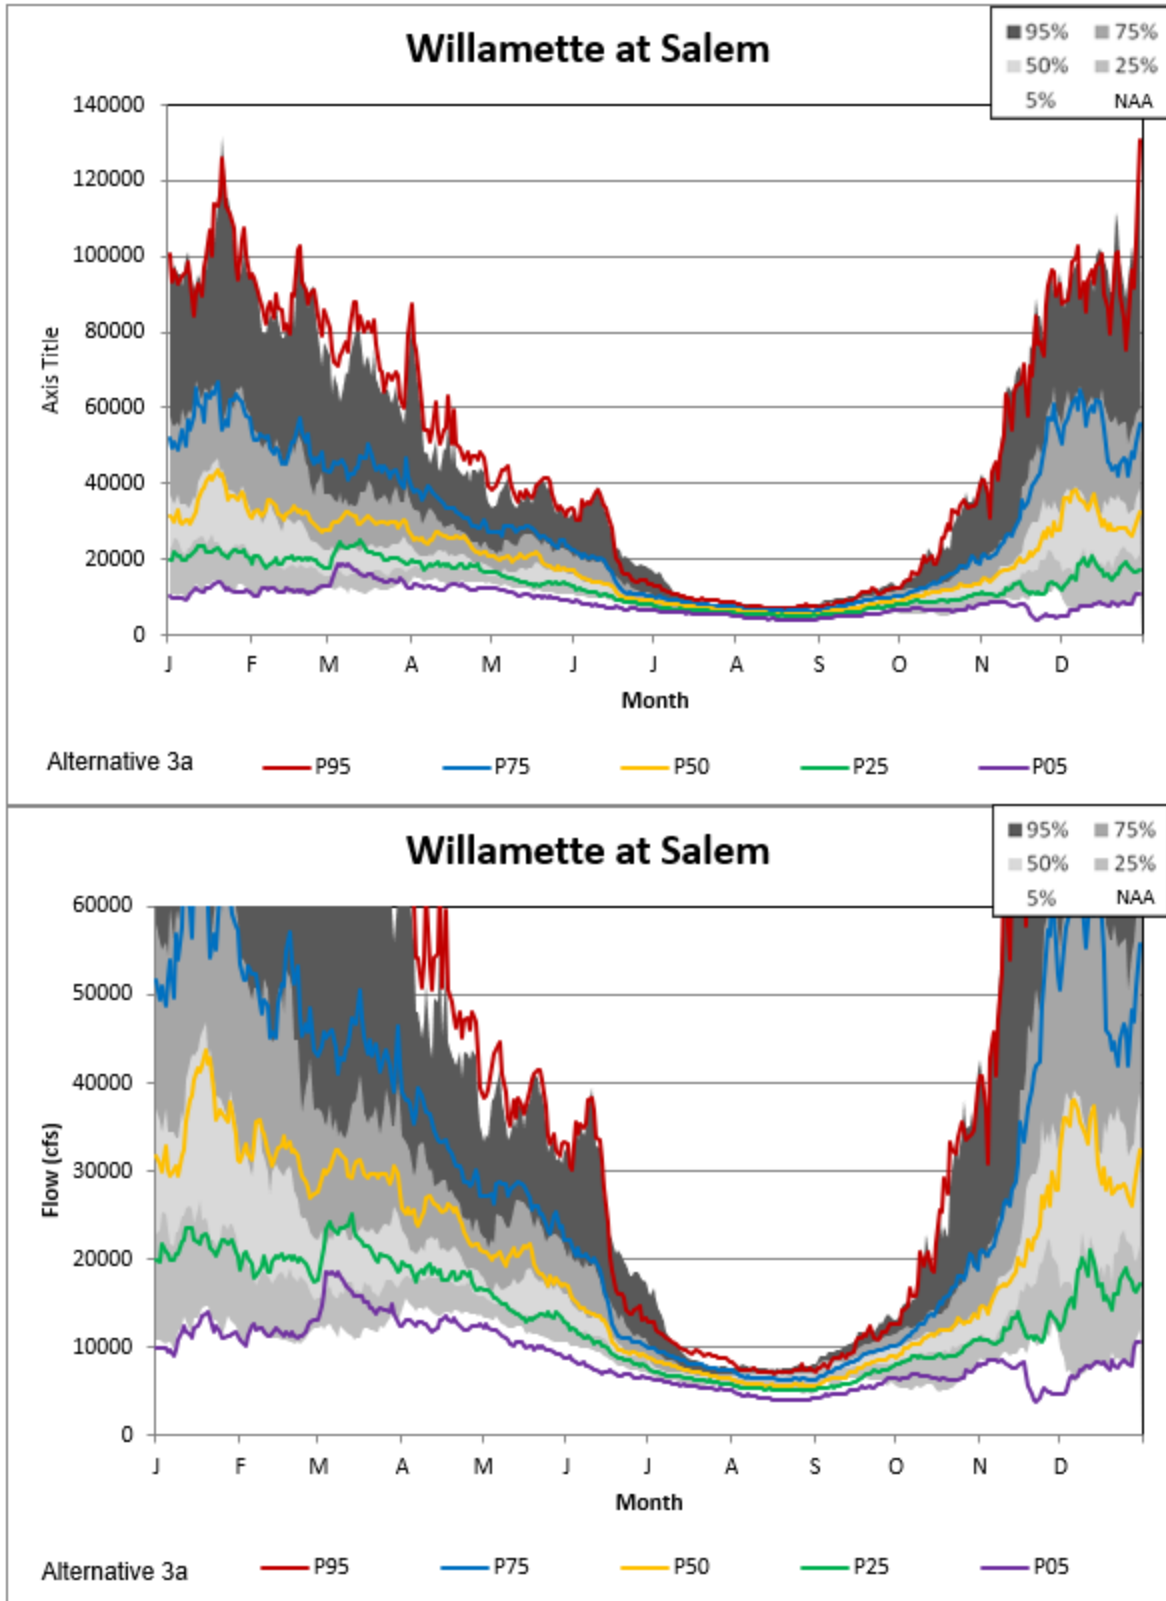 Willamette at Salem
95% 75%
50% 25%
5% NAA
140000
120000
100000
80000
60000
40000
20000
0
Axis Title
J F M A M J J A S O N D
Month
Alternative 3a P95 P75 P50 P25 P05
Willamette at Salem
95% 75%
50% 25%
5% NAA
60000
50000
40000
30000
20000
10000
0
Flow (cfs)
J F M A M J J A S O N D
Month
Alternative 3a P95 P75 P50 P25 P05